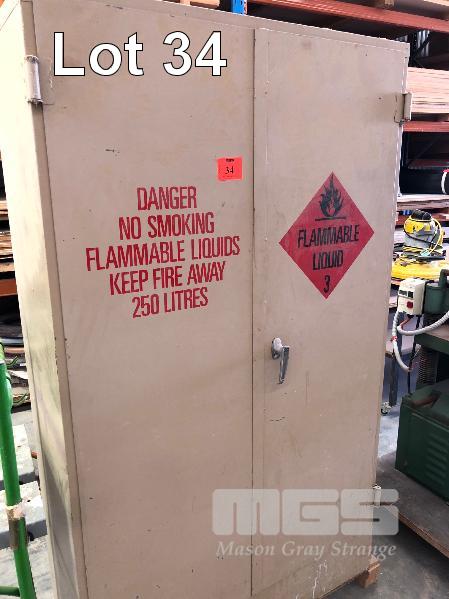 Lot 34
34
DANGER
NO SMOKING
FLAMMABLE LIQUIDS
KEEP FIRE AWAY
250 LITRES
FLAMMABLE
LIQUID
3
MGS
Mason Gray Strange